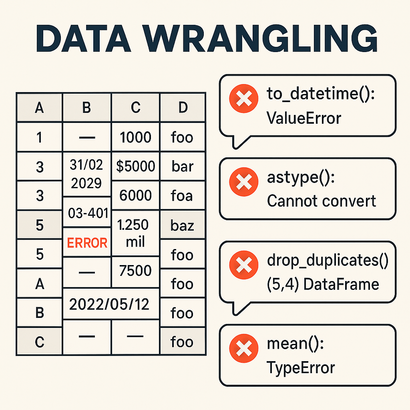 DATA WRANGLING
A B C D
1 — 1000 foo
3 31/02 2029 $5000 bar
3 03-401 6000 foa
5 ERROR 1.250 mil baz
5 — 7500 foo
A 2022/05/12 foo
B — — foo
C foo
to_datetime():
ValueError
astype():
Cannot convert
drop_duplicates()
(5,4) DataFrame
mean():
TypeError